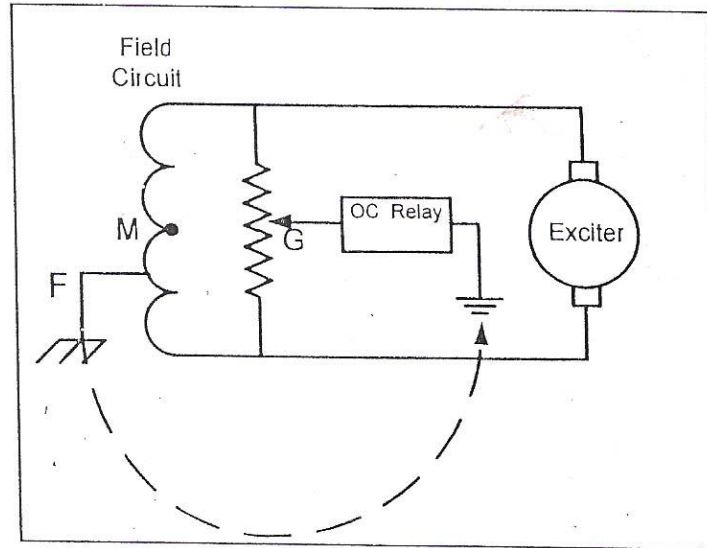 Field
Circuit
M
F
G
OC Relay
Exciter